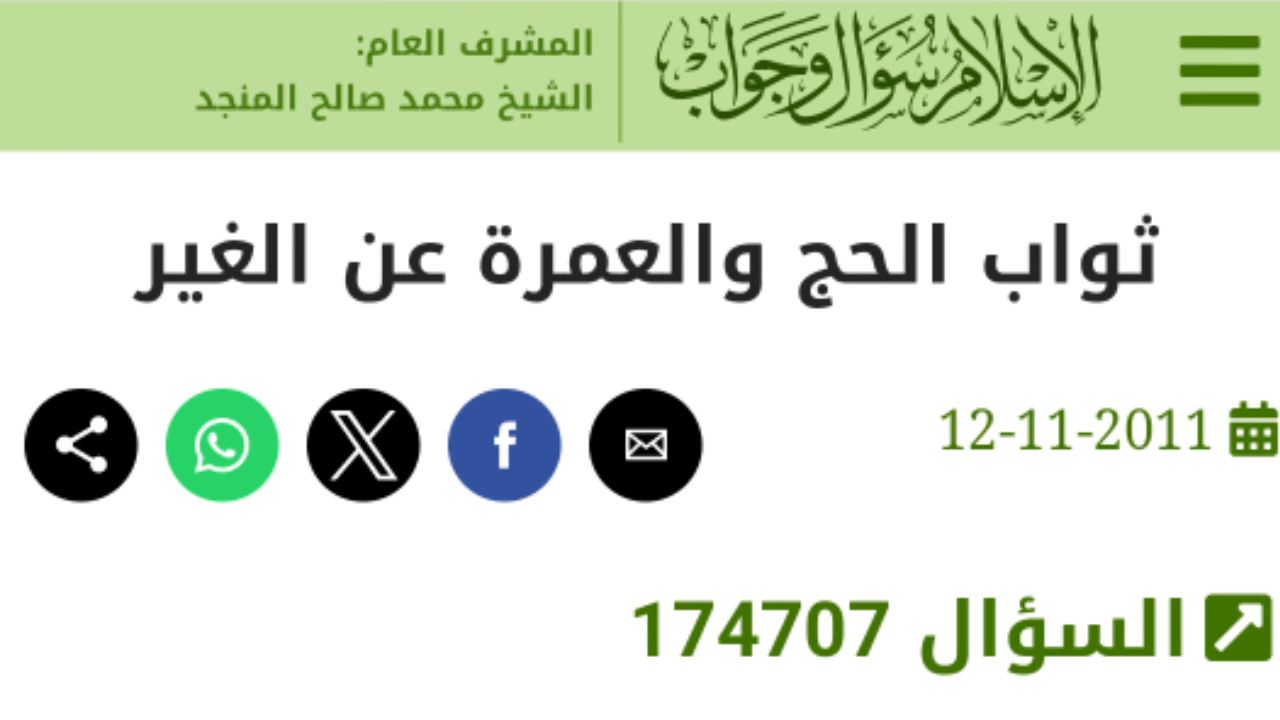 الإسلام سؤال وجواب
المشرف العام:
الشيخ محمد صالح المنجد
ثواب الحج والعمرة عن الغير
12-11-2011
السؤال 174707